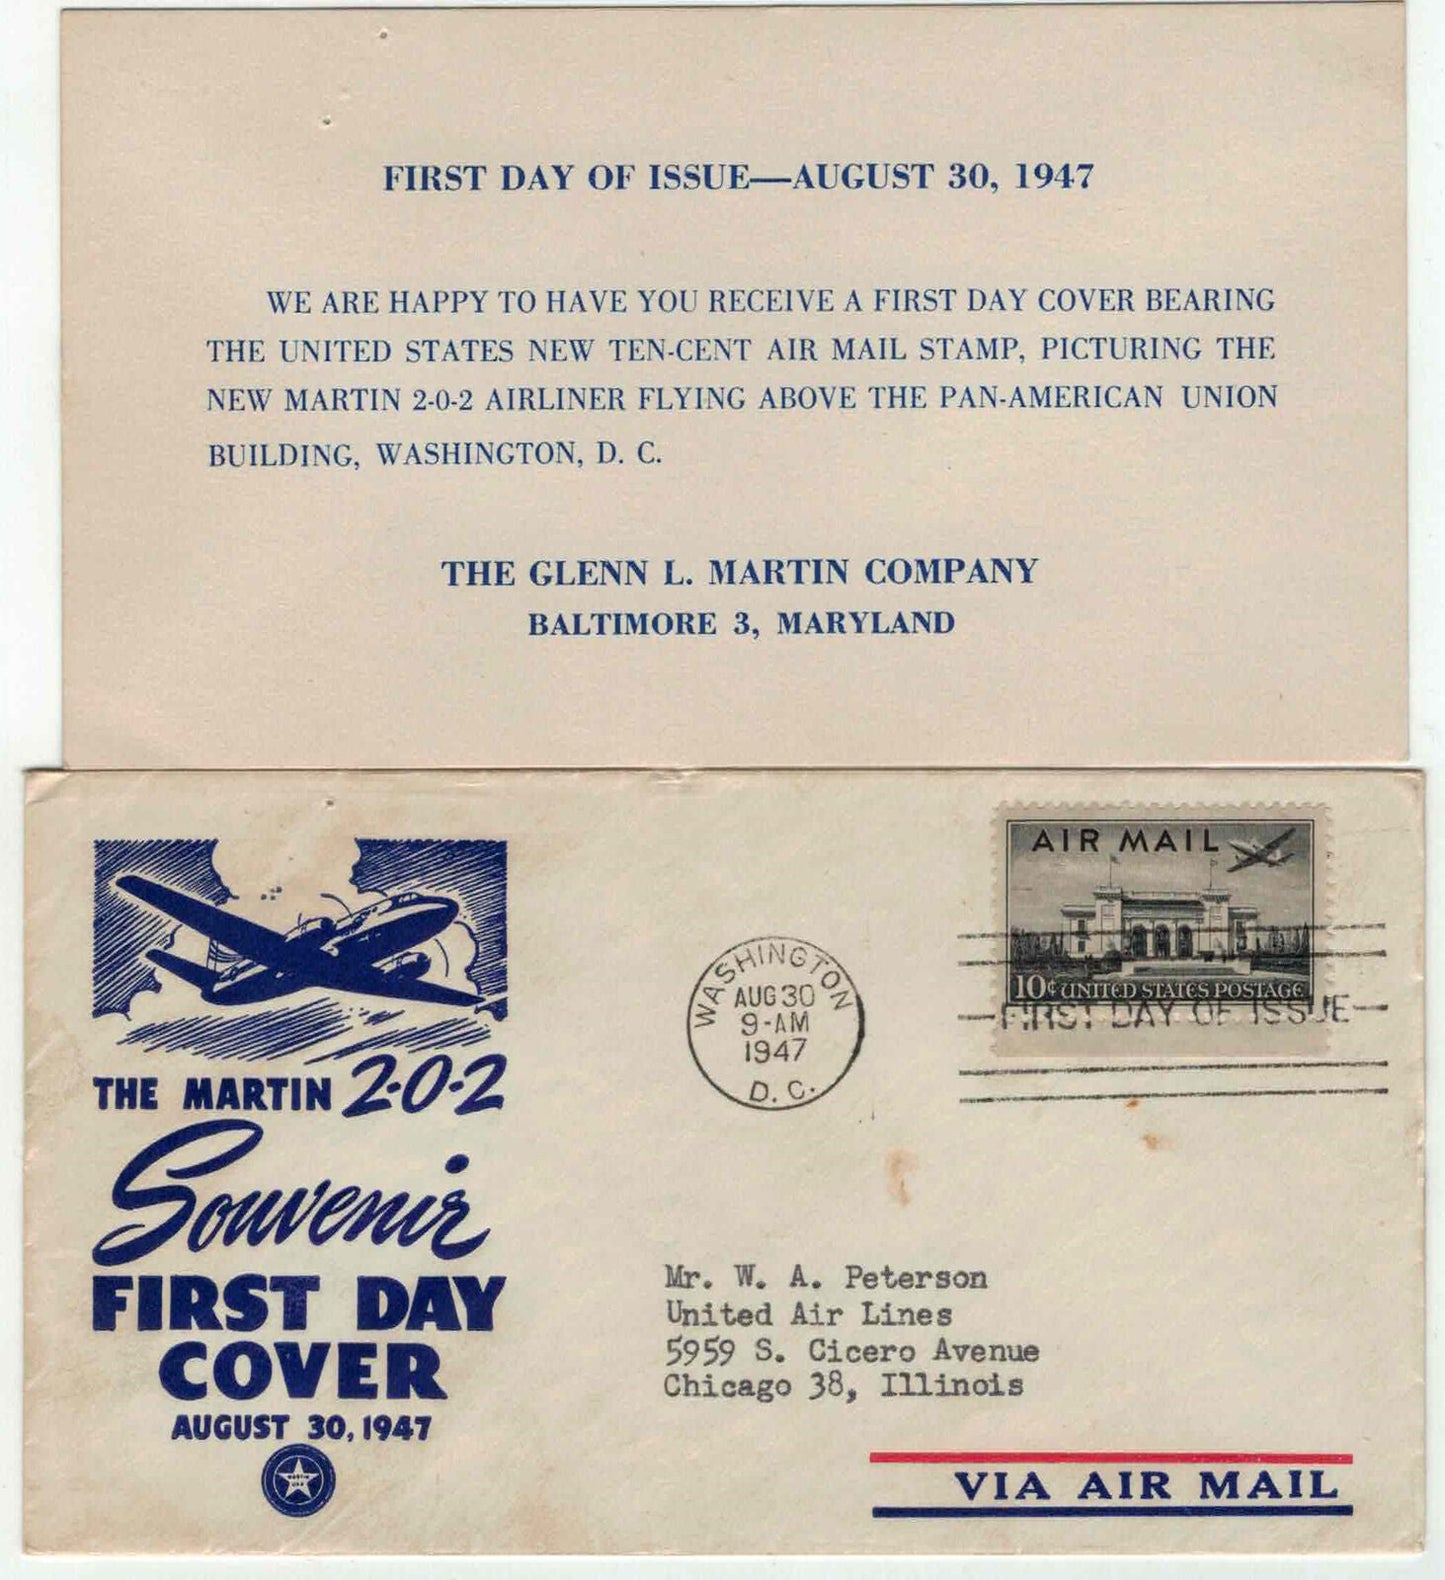 FIRST DAY OF ISSUE—AUGUST 30, 1947
WE ARE HAPPY TO HAVE YOU RECEIVE A FIRST DAY COVER BEARING
THE UNITED STATES NEW TEN-CENT AIR MAIL STAMP, PICTURING THE
NEW MARTIN 2-0-2 AIRLINER FLYING ABOVE THE PAN-AMERICAN UNION
BUILDING, WASHINGTON, D. C.
THE GLENN L. MARTIN COMPANY
BALTIMORE 3, MARYLAND
THE MARTIN 2-0-2
Souvenir
FIRST DAY
COVER
AUGUST 30, 1947
MARTIN
USA
WASHINGTON
AUG 30
9-AM
1947
D. C.
AIR MAIL
10¢ UNITED STATES POSTAGE
FIRST DAY OF ISSUE
Mr. W. A. Peterson
United Air Lines
5959 S. Cicero Avenue
Chicago 38, Illinois
VIA AIR MAIL